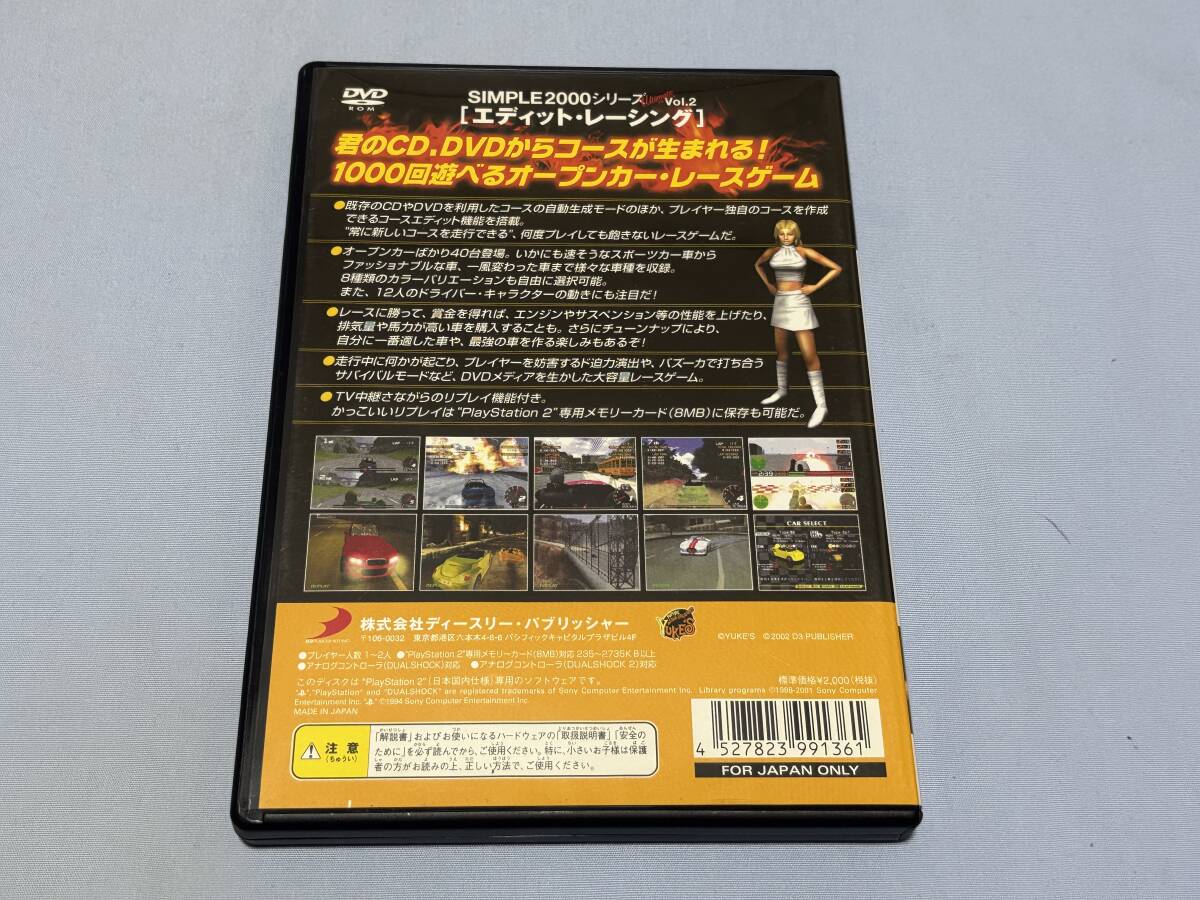 DVD
ROM
SIMPLE2000シリーズ Ultimate Vol.2
[エディット・レーシング]
君のCD.DVDからコースが生まれる!
1000回遊べるオープンカー・レースゲーム
●既存のCDやDVDを利用したコースの自動生成モードのほか、プレイヤー独自のコースを作成
できるコースエディット機能を搭載。
"常に新しいコースを走行できる"、何度プレイしても飽きないレースゲームだ。
●オープンカーばかり40台登場。いかにも速そうなスポーツカー車から
ファッショナブルな車、一風変わった車まで様々な車種を収録。
8種類のカラーバリエーションも自由に選択可能。
また、12人のドライバー・キャラクターの動きにも注目だ!
●レースに勝って、賞金を得れば、エンジンやサスペンション等の性能を上げたり、
排気量や馬力が高い車を購入することも。さらにチューンナップにより、
自分に一番適した車や、最強の車を作る楽しみもあるぞ!
●走行中に何かが起こり、プレイヤーを妨害するド迫力演出や、バズーカで打ち合う
サバイバルモードなど、DVDメディアを生かした大容量レースゲーム。
●TV中継さながらのリプレイ機能付き。
かっこいいリプレイは"PlayStation 2"専用メモリーカード(8MB)に保存も可能だ。
CAR SELECT
REPLAY
株式会社ディースリー・パブリッシャー
〒106-0032 東京都港区六本木4-8-6 パシフィックキャピタルプラザビル4F
YUKE'S
©YUKE'S ©2002 D3 PUBLISHER
●プレイヤー人数 1〜2人 ●"PlayStation 2"専用メモリーカード(8MB)対応 235〜2735K B以上
●アナログコントローラ(DUALSHOCK)対応 ●アナログコントローラ(DUALSHOCK 2)対応
このディスクは "PlayStation 2"(日本国内仕様)専用のソフトウェアです。
標準価格¥2,000(税抜)
", "PlayStation" and "DUALSHOCK" are registered trademarks of Sony Computer Entertainment Inc. Library programs ©1998-2001 Sony Computer
Entertainment Inc. ©1994 Sony Computer Entertainment Inc.
MADE IN JAPAN
注意
(ちゅうい)
「解説書」およびお使いになるハードウェアの「取扱説明書」「安全の
ために」を必ず読んでから、ご使用ください。特に、小さいお子様は保護
者の方がお読みの上、正しい方法で、ご使用ください。
4 527823 991361
FOR JAPAN ONLY